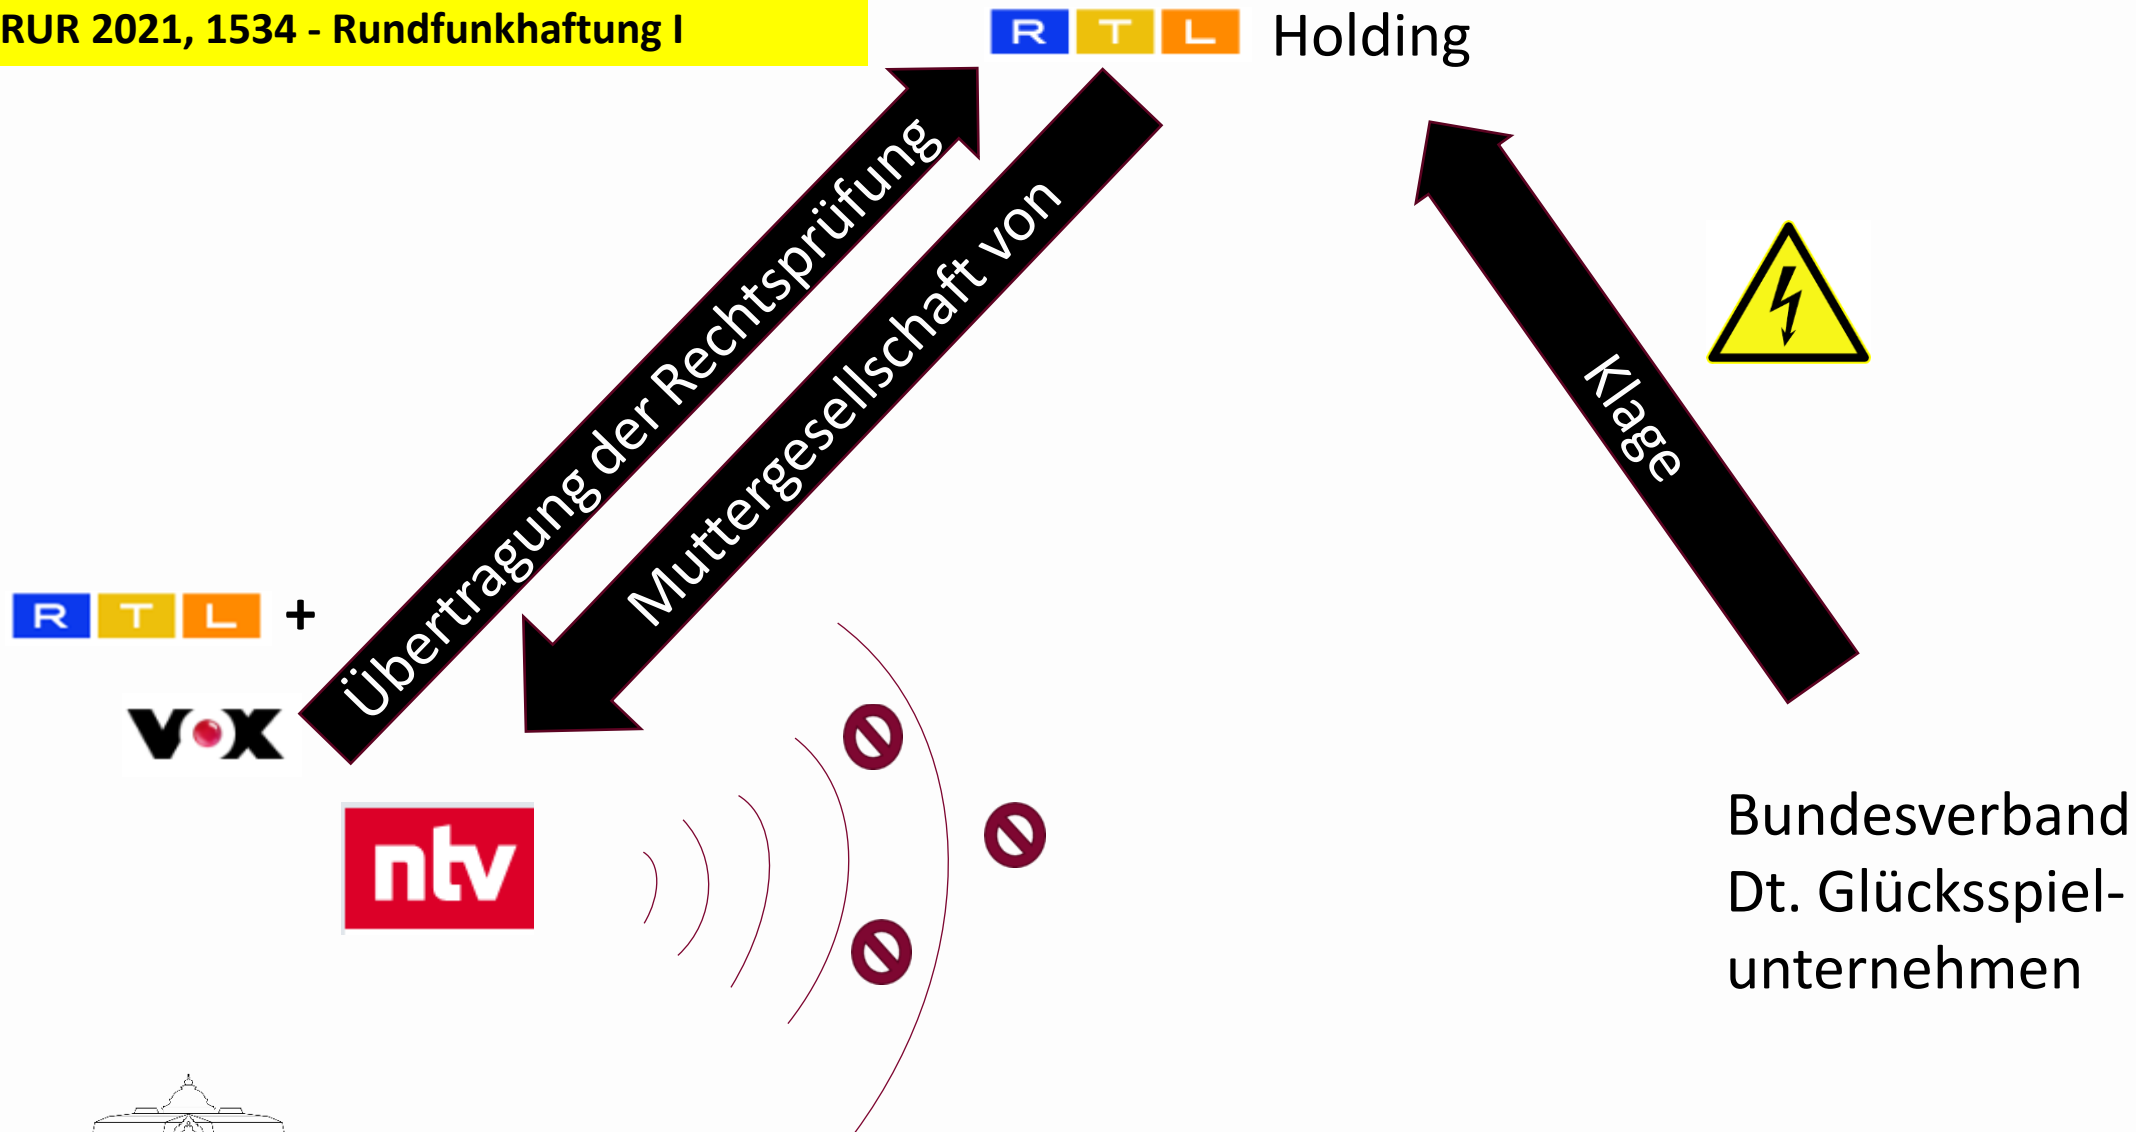 RUR 2021, 1534 - Rundfunkhaftung I
RTL Holding
Übertragung der Rechtsprüfung
Muttergesellschaft von
Klage
RTL +
VOX
ntv
Bundesverband
Dt. Glücksspiel-
unternehmen